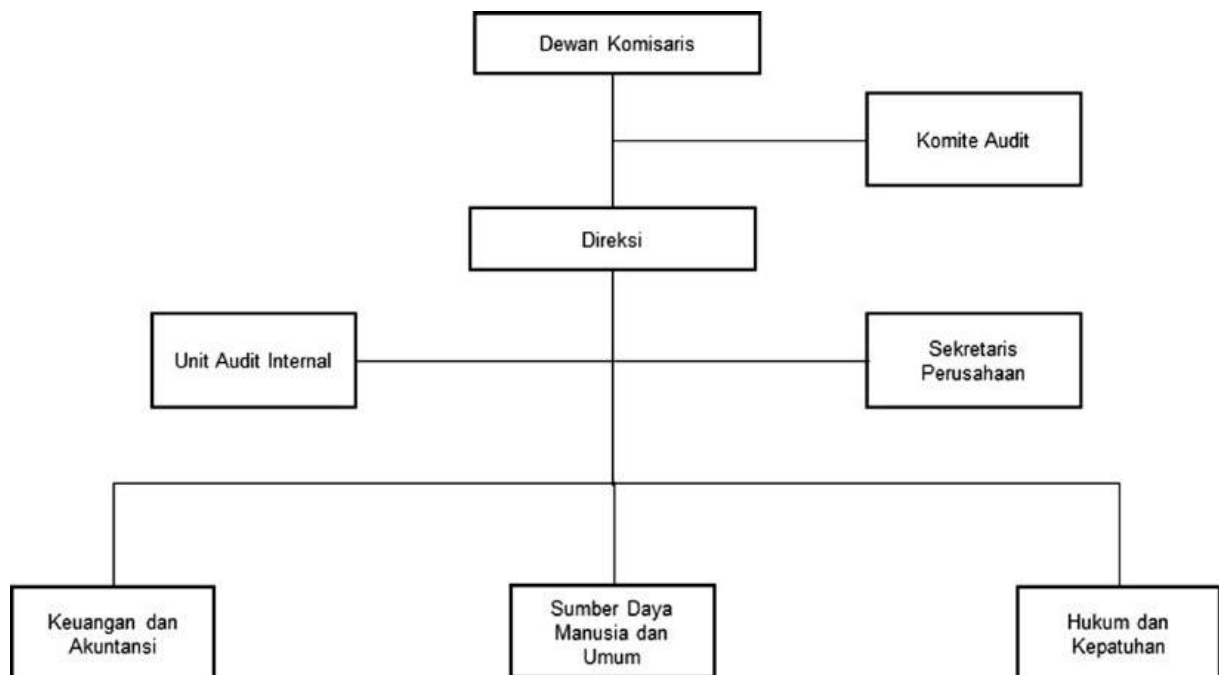 Dewan Komisaris
Komite Audit
Direksi
Unit Audit Internal
Sekretaris
Perusahaan
Keuangan dan
Akuntansi
Sumber Daya
Manusia dan
Umum
Hukum dan
Kepatuhan